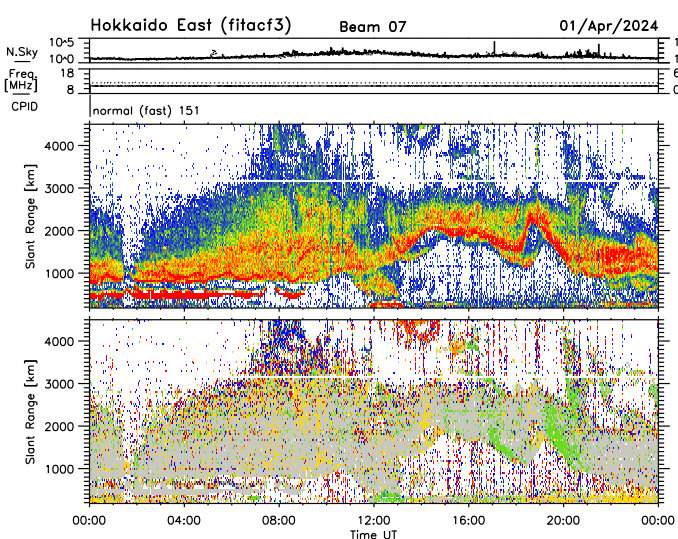 Hokkaido East (fitacf3) Beam 07 01/Apr/2024
10^5
N.Sky
10^0
1
1
Freq.
[MHz]
18
8
6
0
CPID
normal (fast) 151
Slant Range [km]
4000
3000
2000
1000
Slant Range [km]
4000
3000
2000
1000
00:00 04:00 08:00 12:00 16:00 20:00 00:00
Time UT